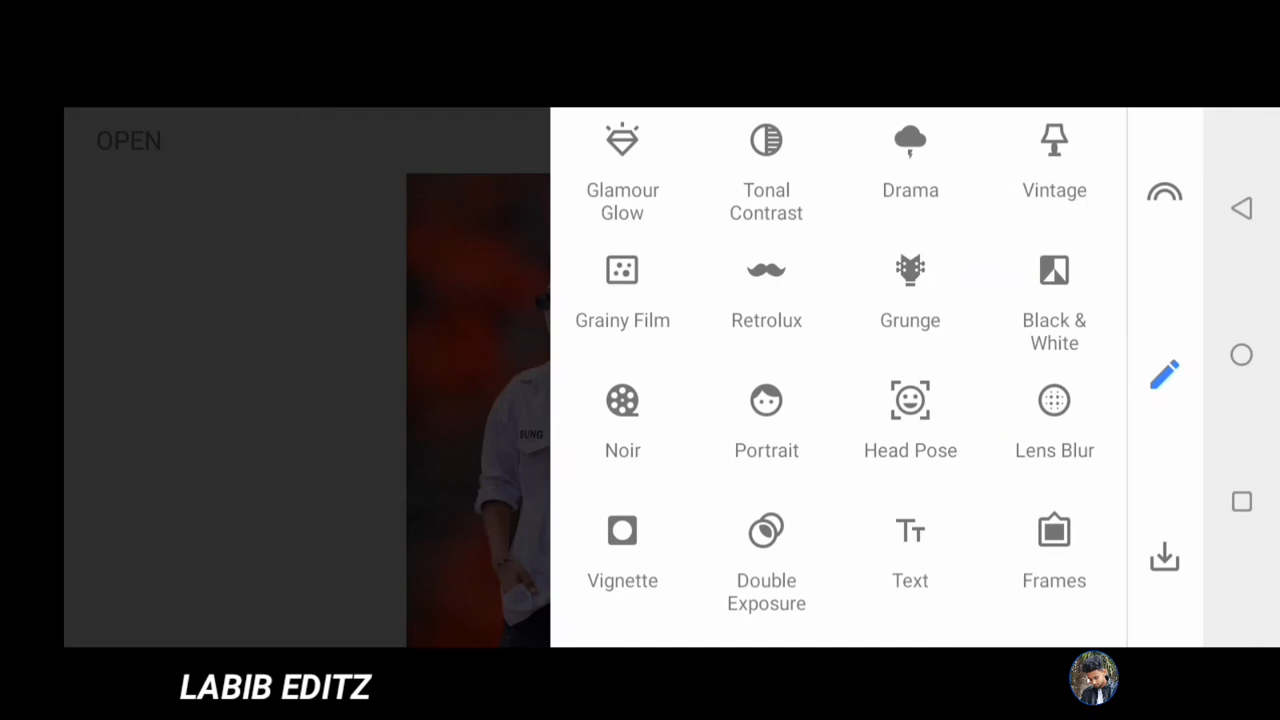 OPEN
Glamour
Glow
Tonal
Contrast
Drama
Vintage
Grainy Film
Retrolux
Grunge
Black &
White
SUNG
Noir
Portrait
Head Pose
Lens Blur
Vignette
Double
Exposure
Text
Frames
LABIB EDITZ